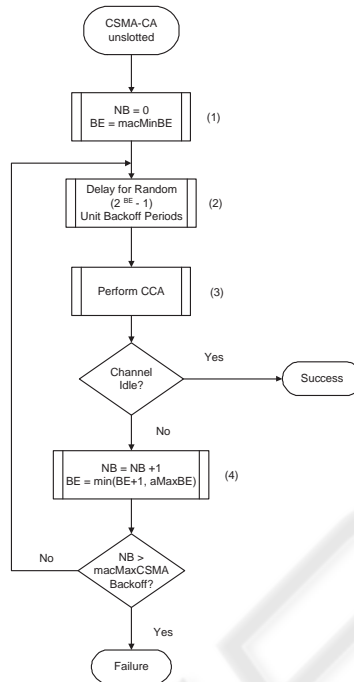 CSMA-CA
unslotted
NB = 0
BE = macMinBE
(1)
Delay for Random
(2 BE - 1)
Unit Backoff Periods
(2)
Perform CCA
(3)
Channel
Idle?
Yes
Success
No
NB = NB +1
BE = min(BE+1, aMaxBE)
(4)
NB >
macMaxCSMA
Backoff?
No
Yes
Failure